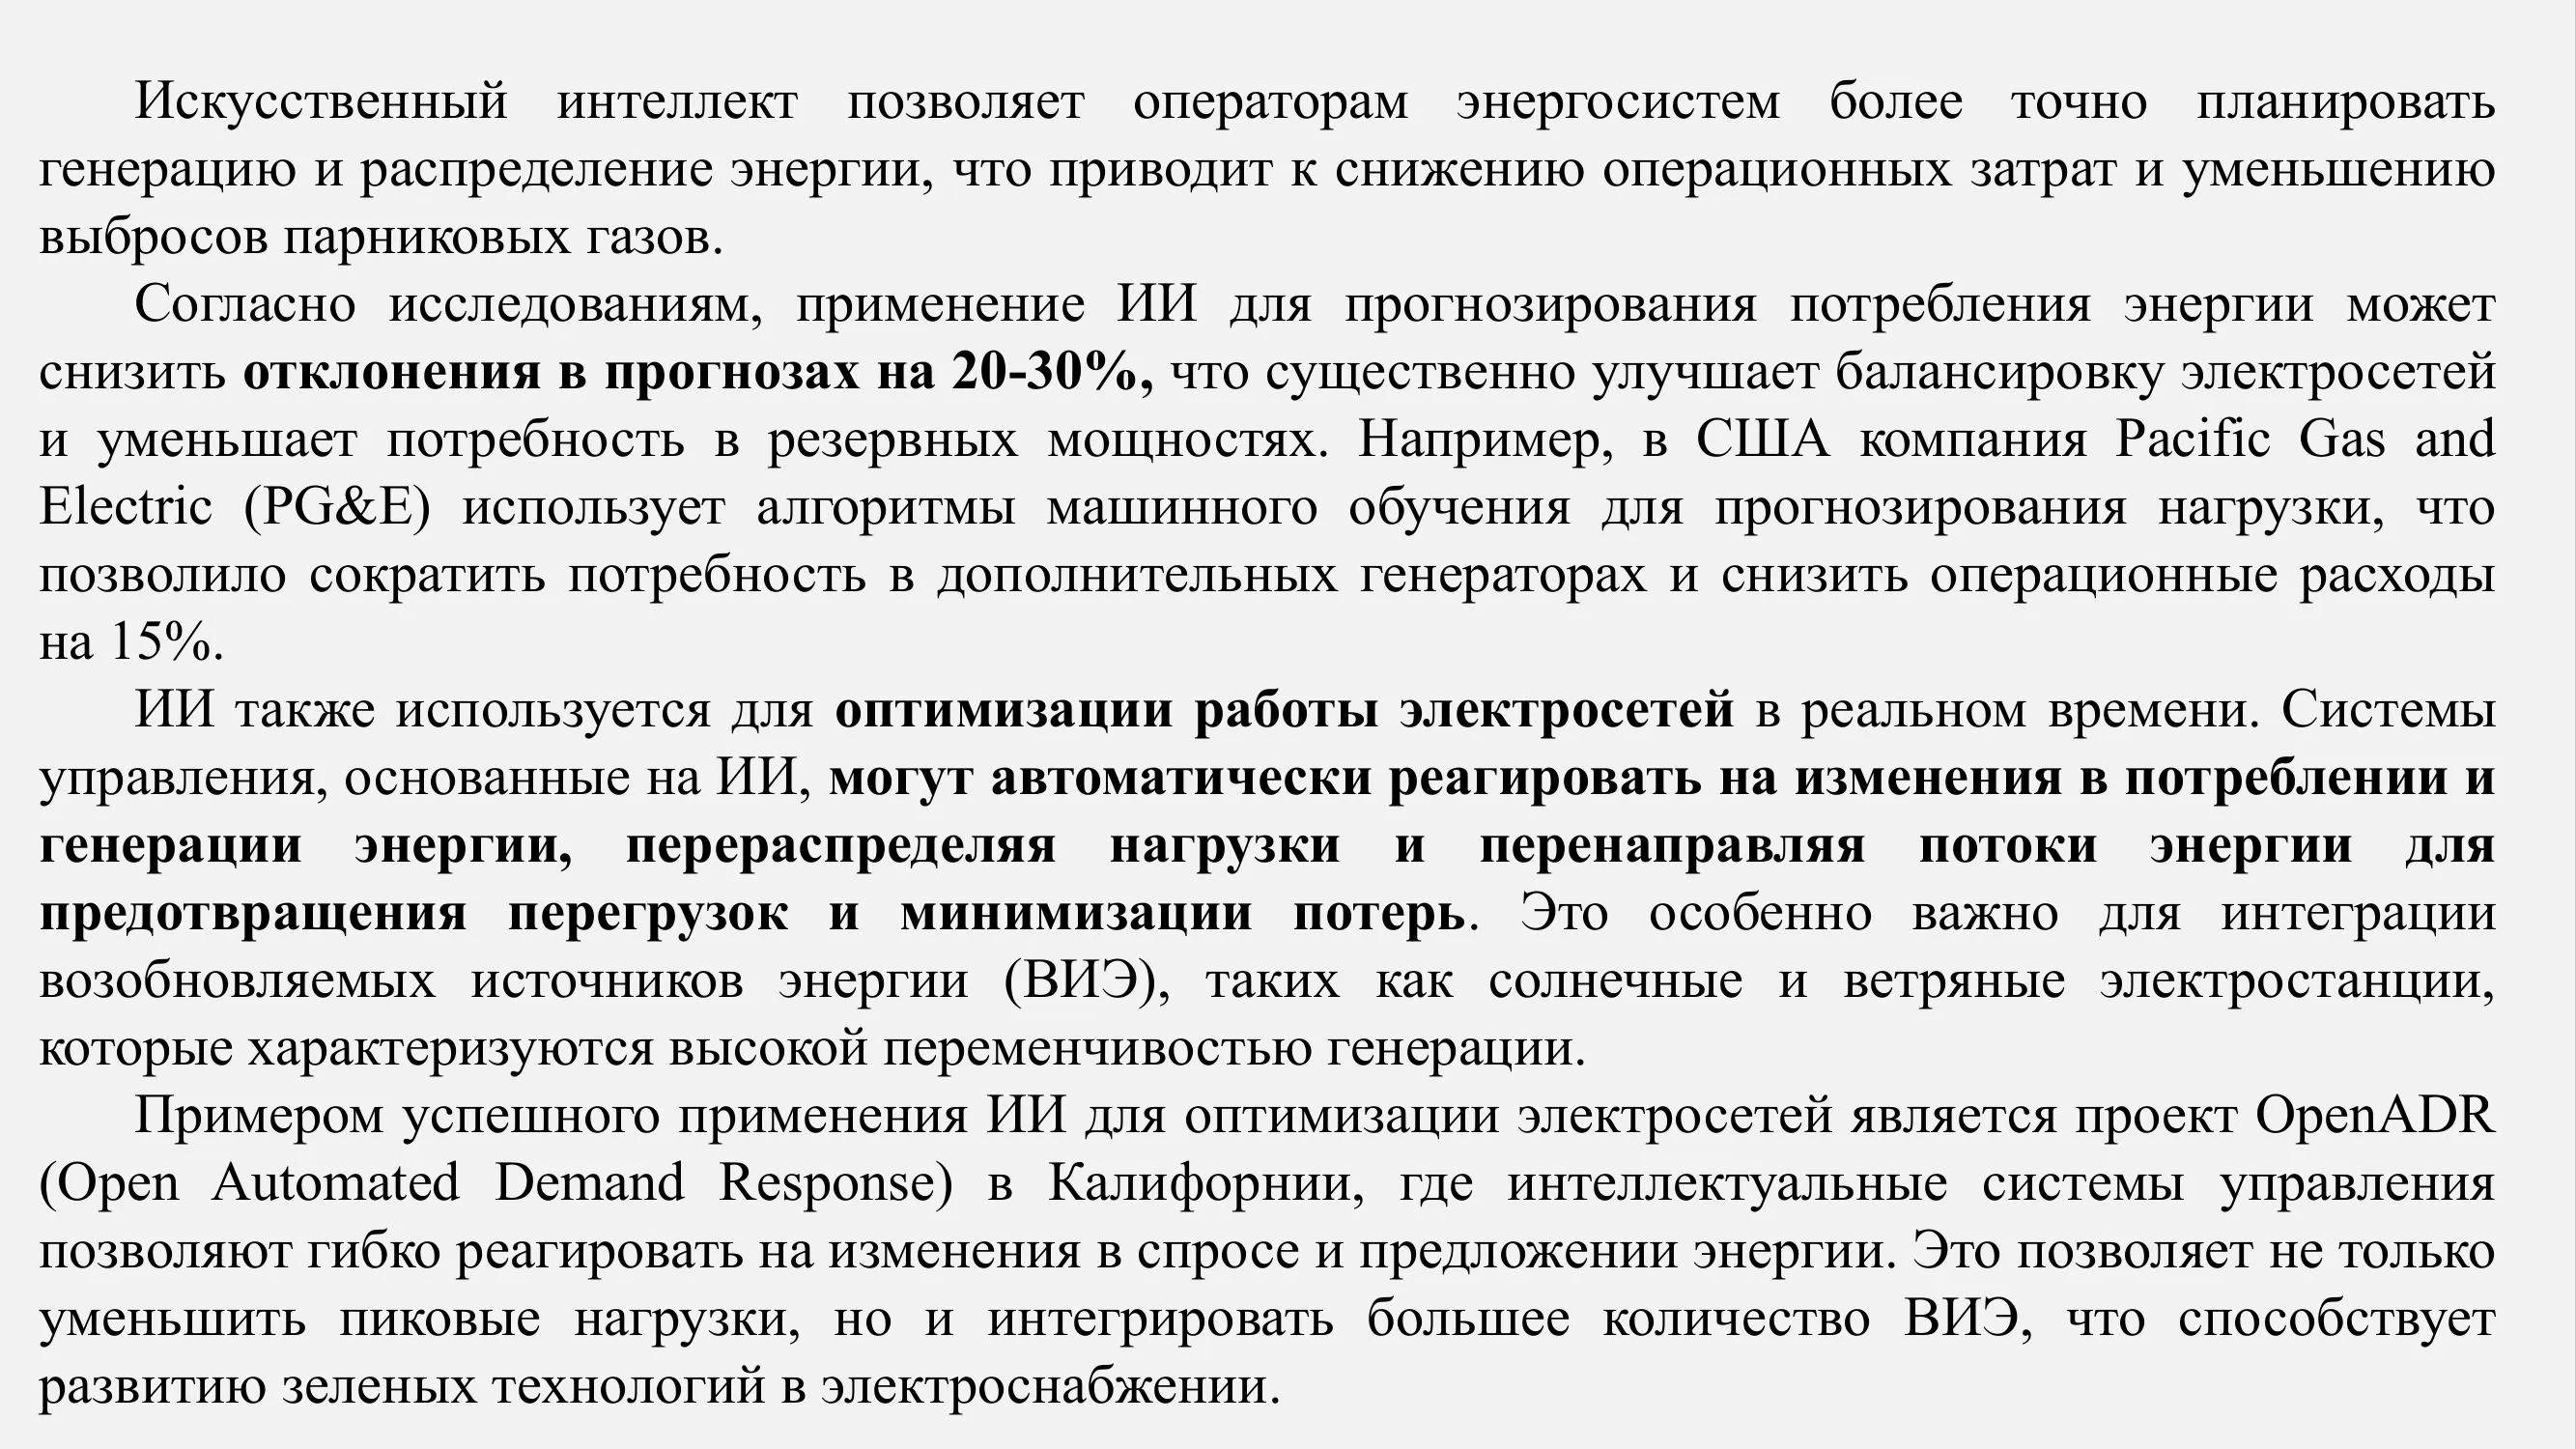 Искусственный интеллект позволяет операторам энергосистем более точно планировать
генерацию и распределение энергии, что приводит к снижению операционных затрат и уменьшению
выбросов парниковых газов.
Согласно исследованиям, применение ИИ для прогнозирования потребления энергии может
снизить отклонения в прогнозах на 20-30%, что существенно улучшает балансировку электросетей
и уменьшает потребность в резервных мощностях. Например, в США компания Pacific Gas and
Electric (PG&E) использует алгоритмы машинного обучения для прогнозирования нагрузки, что
позволило сократить потребность в дополнительных генераторах и снизить операционные расходы
на 15%.
ИИ также используется для оптимизации работы электросетей в реальном времени. Системы
управления, основанные на ИИ, могут автоматически реагировать на изменения в потреблении и
генерации энергии, перераспределяя нагрузки и перенаправляя потоки энергии для
предотвращения перегрузок и минимизации потерь. Это особенно важно для интеграции
возобновляемых источников энергии (ВИЭ), таких как солнечные и ветряные электростанции,
которые характеризуются высокой переменчивостью генерации.
Примером успешного применения ИИ для оптимизации электросетей является проект OpenADR
(Open Automated Demand Response) в Калифорнии, где интеллектуальные системы управления
позволяют гибко реагировать на изменения в спросе и предложении энергии. Это позволяет не только
уменьшить пиковые нагрузки, но и интегрировать большее количество ВИЭ, что способствует
развитию зеленых технологий в электроснабжении.